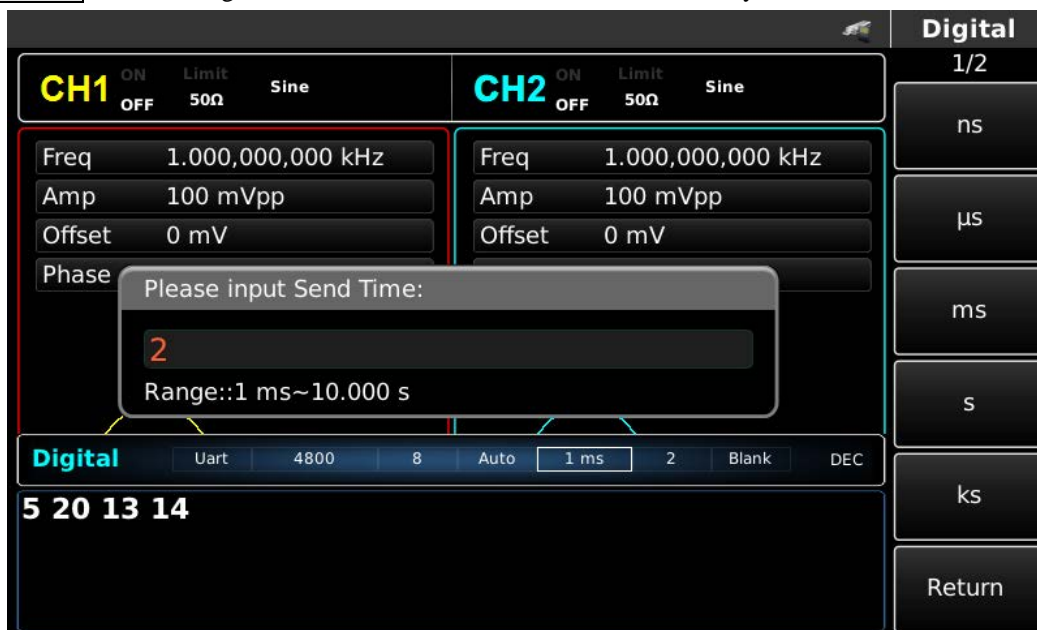 Digital
1/2
CH1 ON OFF Limit 50Ω Sine
CH2 ON OFF Limit 50Ω Sine
Freq 1.000,000,000 kHz
Amp 100 mVpp
Offset 0 mV
Phase
Freq 1.000,000,000 kHz
Amp 100 mVpp
Offset 0 mV
Please input Send Time:
2
Range::1 ms~10.000 s
Digital Uart 4800 8 Auto 1 ms 2 Blank DEC
5 20 13 14
ns
µs
ms
s
ks
Return